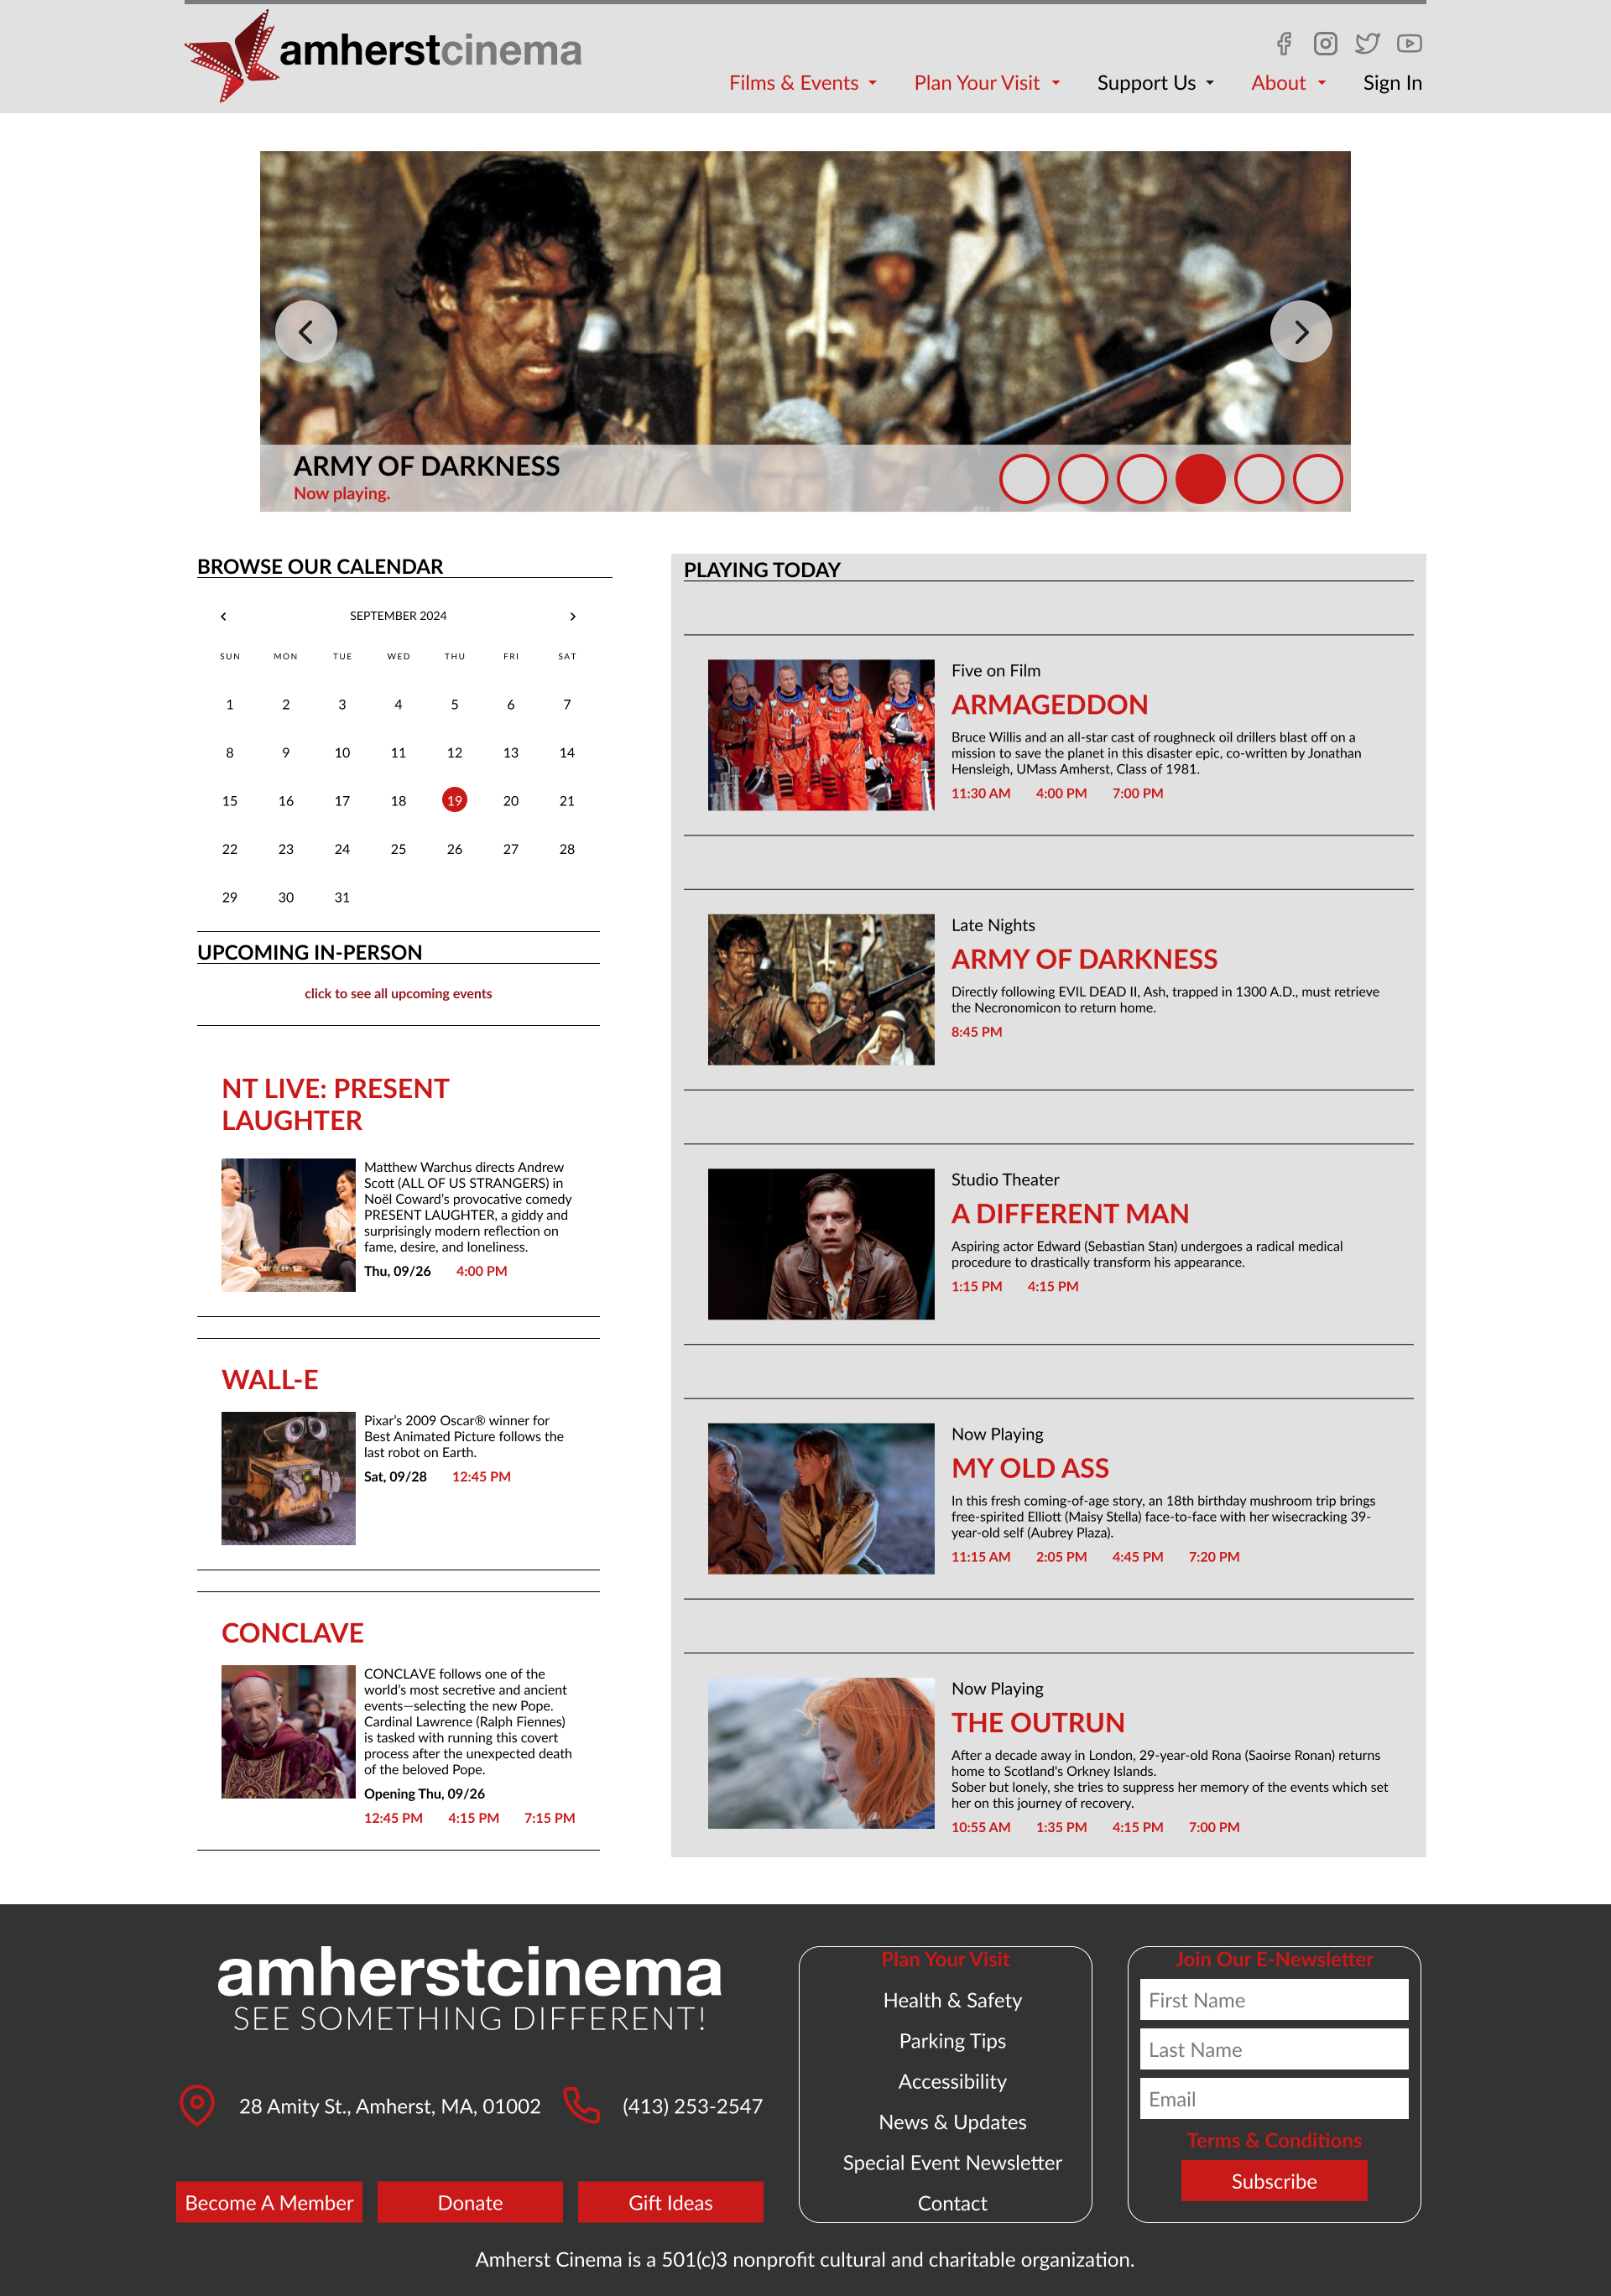 amherstcinema
Films & Events
Plan Your Visit
Support Us
About
Sign In
ARMY OF DARKNESS
Now playing.
BROWSE OUR CALENDAR
SEPTEMBER 2024
SUN MON TUE WED THU FRI SAT
1 2 3 4 5 6 7
8 9 10 11 12 13 14
15 16 17 18 19 20 21
22 23 24 25 26 27 28
29 30 31
UPCOMING IN-PERSON
click to see all upcoming events
NT LIVE: PRESENT
LAUGHTER
Matthew Warchus directs Andrew
Scott (ALL OF US STRANGERS) in
Noël Coward's provocative comedy
PRESENT LAUGHTER, a giddy and
surprisingly modern reflection on
fame, desire, and loneliness.
Thu, 09/26 4:00 PM
WALL-E
Pixar's 2009 Oscar® winner for
Best Animated Picture follows the
last robot on Earth.
Sat, 09/28 12:45 PM
CONCLAVE
CONCLAVE follows one of the
world's most secretive and ancient
events—selecting the new Pope.
Cardinal Lawrence (Ralph Fiennes)
is tasked with running this covert
process after the unexpected death
of the beloved Pope.
Opening Thu, 09/26
12:45 PM 4:15 PM 7:15 PM
PLAYING TODAY
Five on Film
ARMAGEDDON
Bruce Willis and an all-star cast of roughneck oil drillers blast off on a
mission to save the planet in this disaster epic, co-written by Jonathan
Hensleigh, UMass Amherst, Class of 1981.
11:30 AM 4:00 PM 7:00 PM
Late Nights
ARMY OF DARKNESS
Directly following EVIL DEAD II, Ash, trapped in 1300 A.D., must retrieve
the Necronomicon to return home.
8:45 PM
Studio Theater
A DIFFERENT MAN
Aspiring actor Edward (Sebastian Stan) undergoes a radical medical
procedure to drastically transform his appearance.
1:15 PM 4:15 PM
Now Playing
MY OLD ASS
In this fresh coming-of-age story, an 18th birthday mushroom trip brings
free-spirited Elliott (Maisy Stella) face-to-face with her wisecracking 39-
year-old self (Aubrey Plaza).
11:15 AM 2:05 PM 4:45 PM 7:20 PM
Now Playing
THE OUTRUN
After a decade away in London, 29-year-old Rona (Saoirse Ronan) returns
home to Scotland's Orkney Islands.
Sober but lonely, she tries to suppress her memory of the events which set
her on this journey of recovery.
10:55 AM 1:35 PM 4:15 PM 7:00 PM
amherstcinema
SEE SOMETHING DIFFERENT!
28 Amity St., Amherst, MA, 01002
(413) 253-2547
Become A Member
Donate
Gift Ideas
Plan Your Visit
Health & Safety
Parking Tips
Accessibility
News & Updates
Special Event Newsletter
Contact
Join Our E-Newsletter
First Name
Last Name
Email
Terms & Conditions
Subscribe
Amherst Cinema is a 501(c)3 nonprofit cultural and charitable organization.